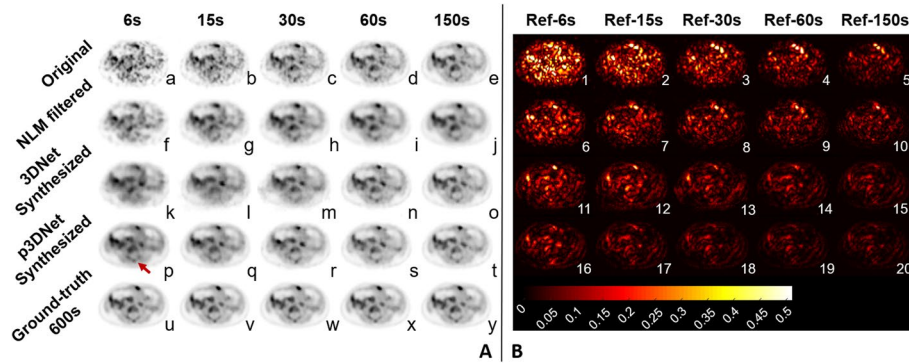 6s 15s 30s 60s 150s
Original
a b c d e
NLM filtered
f g h i j
3DNet
Synthesized
k l m n o
p3DNet
Synthesized
p q r s t
Ground-truth
600s
u v w x y
A
Ref-6s Ref-15s Ref-30s Ref-60s Ref-150s
1 2 3 4 5
6 7 8 9 10
11 12 13 14 15
16 17 18 19 20
0 0.05 0.1 0.15 0.2 0.25 0.3 0.35 0.4 0.45 0.5
B